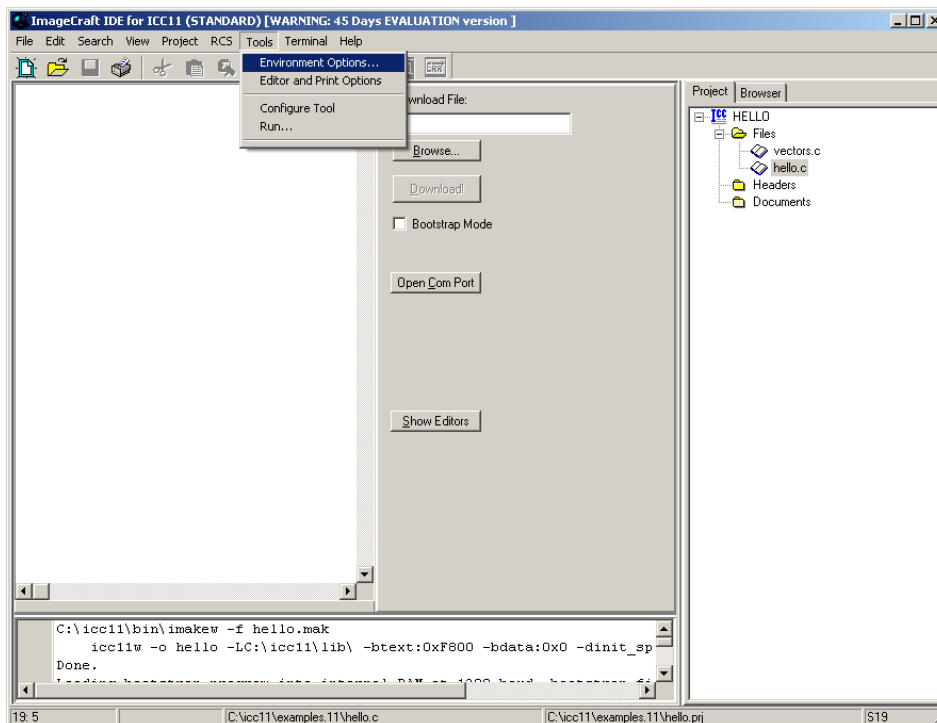 ImageCraft IDE for ICC11 (STANDARD) [WARNING: 45 Days EVALUATION version ]
File Edit Search View Project RCS Tools Terminal Help
Environment Options...
Editor and Print Options
Configure Tool
Run...
wnload File:
Browse...
Download!
Bootstrap Mode
Open Com Port
Show Editors
Project Browser
ICC HELLO
Files
vectors.c
hello.c
Headers
Documents
C:\icc11\bin\imakew -f hello.mak
icc11w -o hello -LC:\icc11\lib\ -btext:0xF800 -bdata:0x0 -dinit_sp
Done.
19: 5 C:\icc11\examples.11\hello.c C:\icc11\examples.11\hello.prj S19